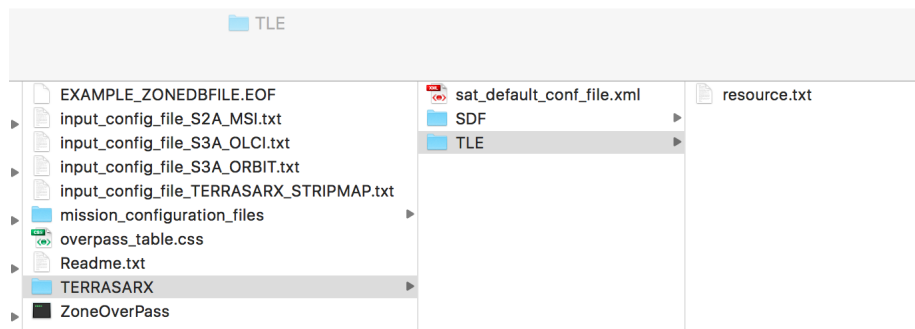 TLE
EXAMPLE_ZONEDBFILE.EOF
input_config_file_S2A_MSI.txt
input_config_file_S3A_OLCI.txt
input_config_file_S3A_ORBIT.txt
input_config_file_TERRASARX_STRIPMAP.txt
mission_configuration_files
overpass_table.css
Readme.txt
TERRASARX
ZoneOverPass
sat_default_conf_file.xml
SDF
TLE
resource.txt